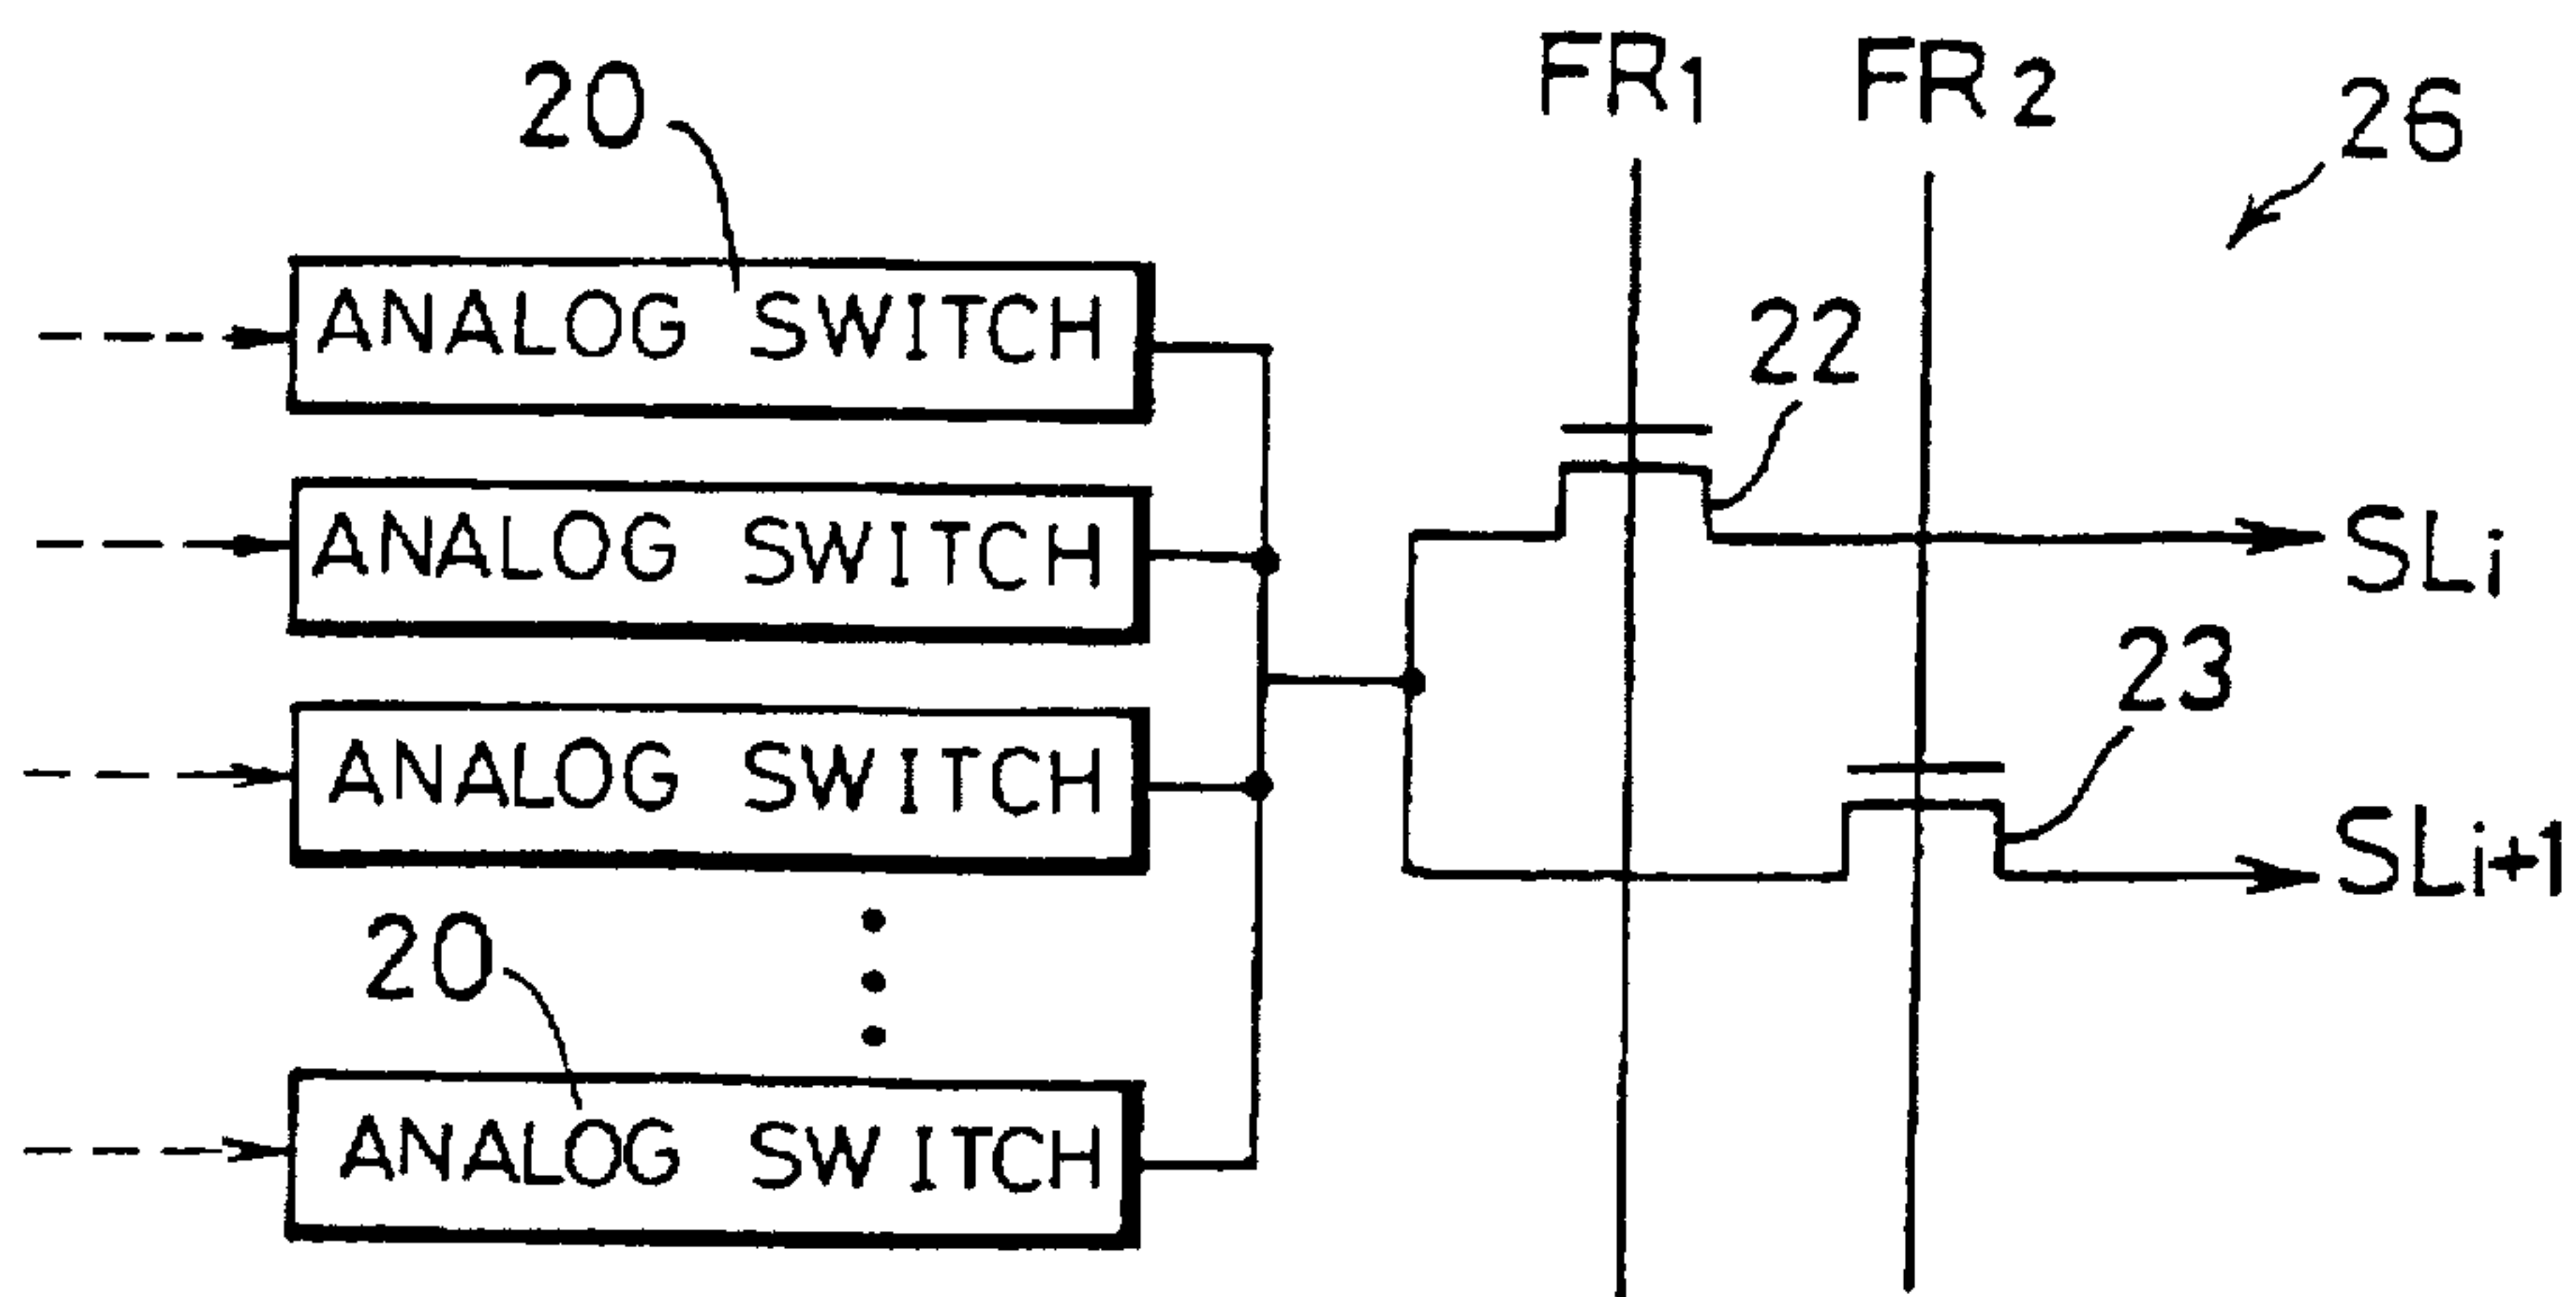 FR1
FR2
20
26
ANALOG SWITCH
22
ANALOG SWITCH
SLi
23
ANALOG SWITCH
SLi+1
20
ANALOG SWITCH